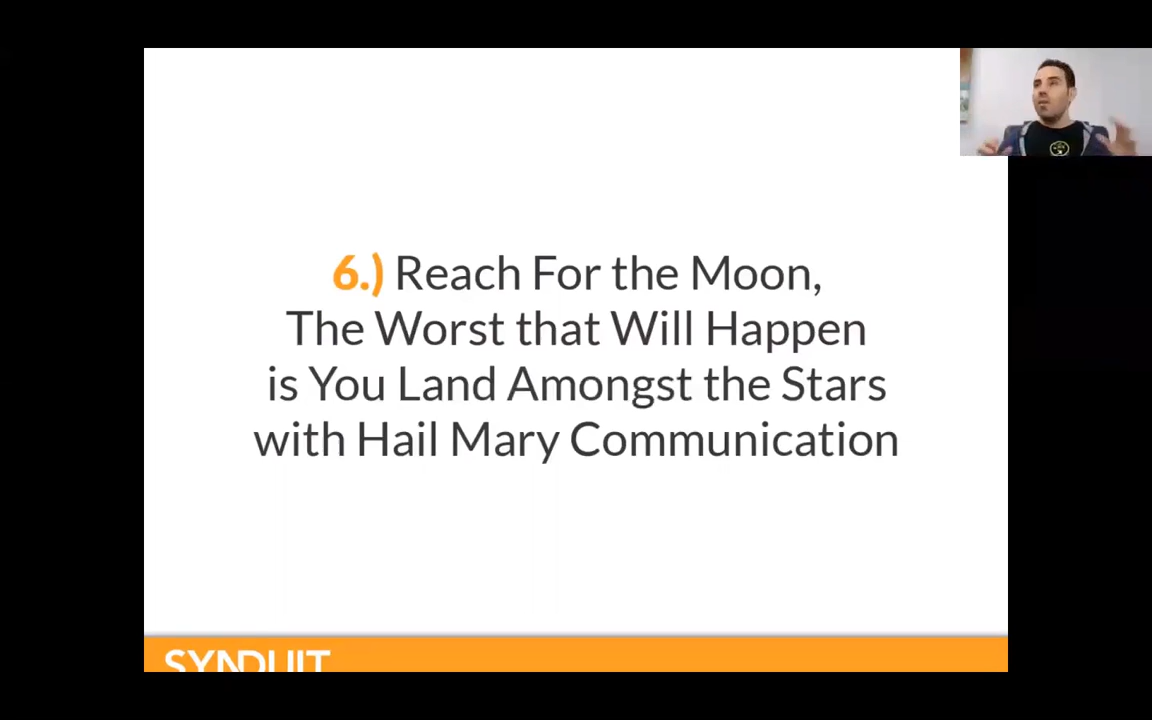 6.) Reach For the Moon,
The Worst that Will Happen
is You Land Amongst the Stars
with Hail Mary Communication
SYNDUIT